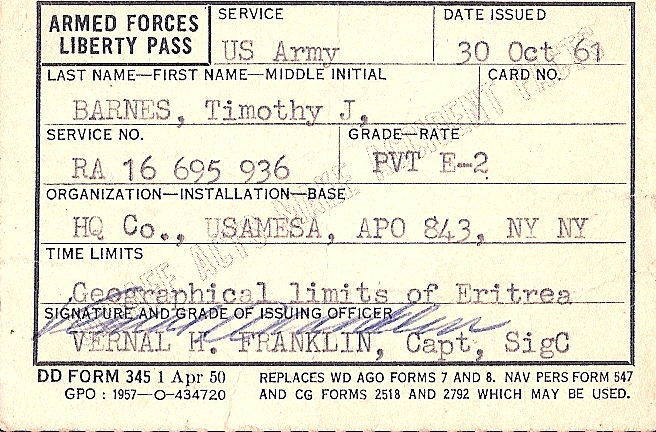 ARMED FORCES LIBERTY PASS
SERVICE
US Army
DATE ISSUED
30 Oct 61
LAST NAME—FIRST NAME—MIDDLE INITIAL
BARNES, Timothy J.
CARD NO.
SERVICE NO.
RA 16 695 936
GRADE—RATE
PVT E-2
ORGANIZATION—INSTALLATION—BASE
HQ Co., USAMESA, APO 843, NY NY
TIME LIMITS
Geographical limits of Eritrea
SIGNATURE AND GRADE OF ISSUING OFFICER
VERNAL H. FRANKLIN, Capt, SigC
DD FORM 345 1 Apr 50
GPO : 1957—O-434720
REPLACES WD AGO FORMS 7 AND 8. NAV PERS FORM 547
AND CG FORMS 2518 AND 2792 WHICH MAY BE USED.